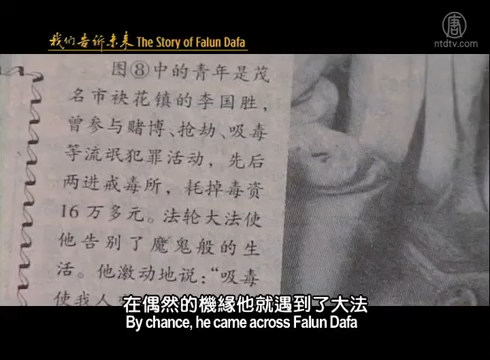 我们告诉未来 The Story of Falun Dafa
唐
ntdtv.com
图⑧中的青年是茂
名市袂花镇的李国胜，
曾参与赌博、抢劫、吸毒
等流氓犯罪活动，先后
两进戒毒所，耗掉毒资
16万多元。法轮大法使
他告别了魔鬼般的生
活。他激动地说：“吸毒
使我人
在偶然的機緣他就遇到了大法
By chance, he came across Falun Dafa